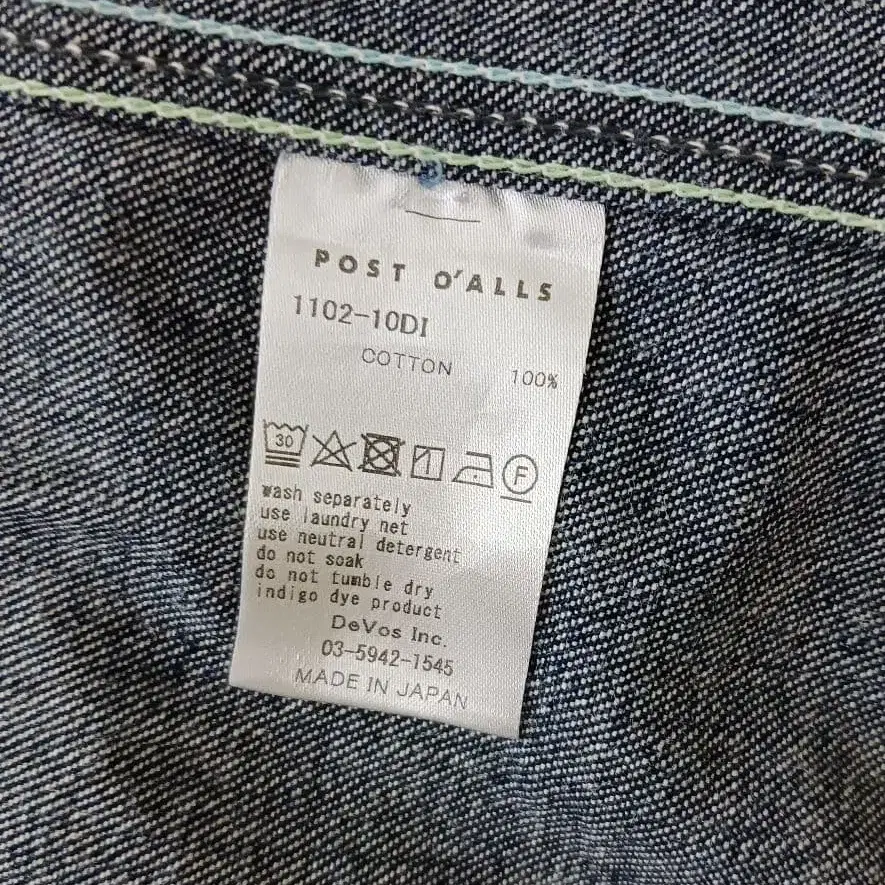 POST O'ALLS
1102-10DI
COTTON 100%
30 F
wash separately
use laundry net
use neutral detergent
do not soak
do not tumble dry
indigo dye product
DeVos Inc.
03-5942-1545
MADE IN JAPAN